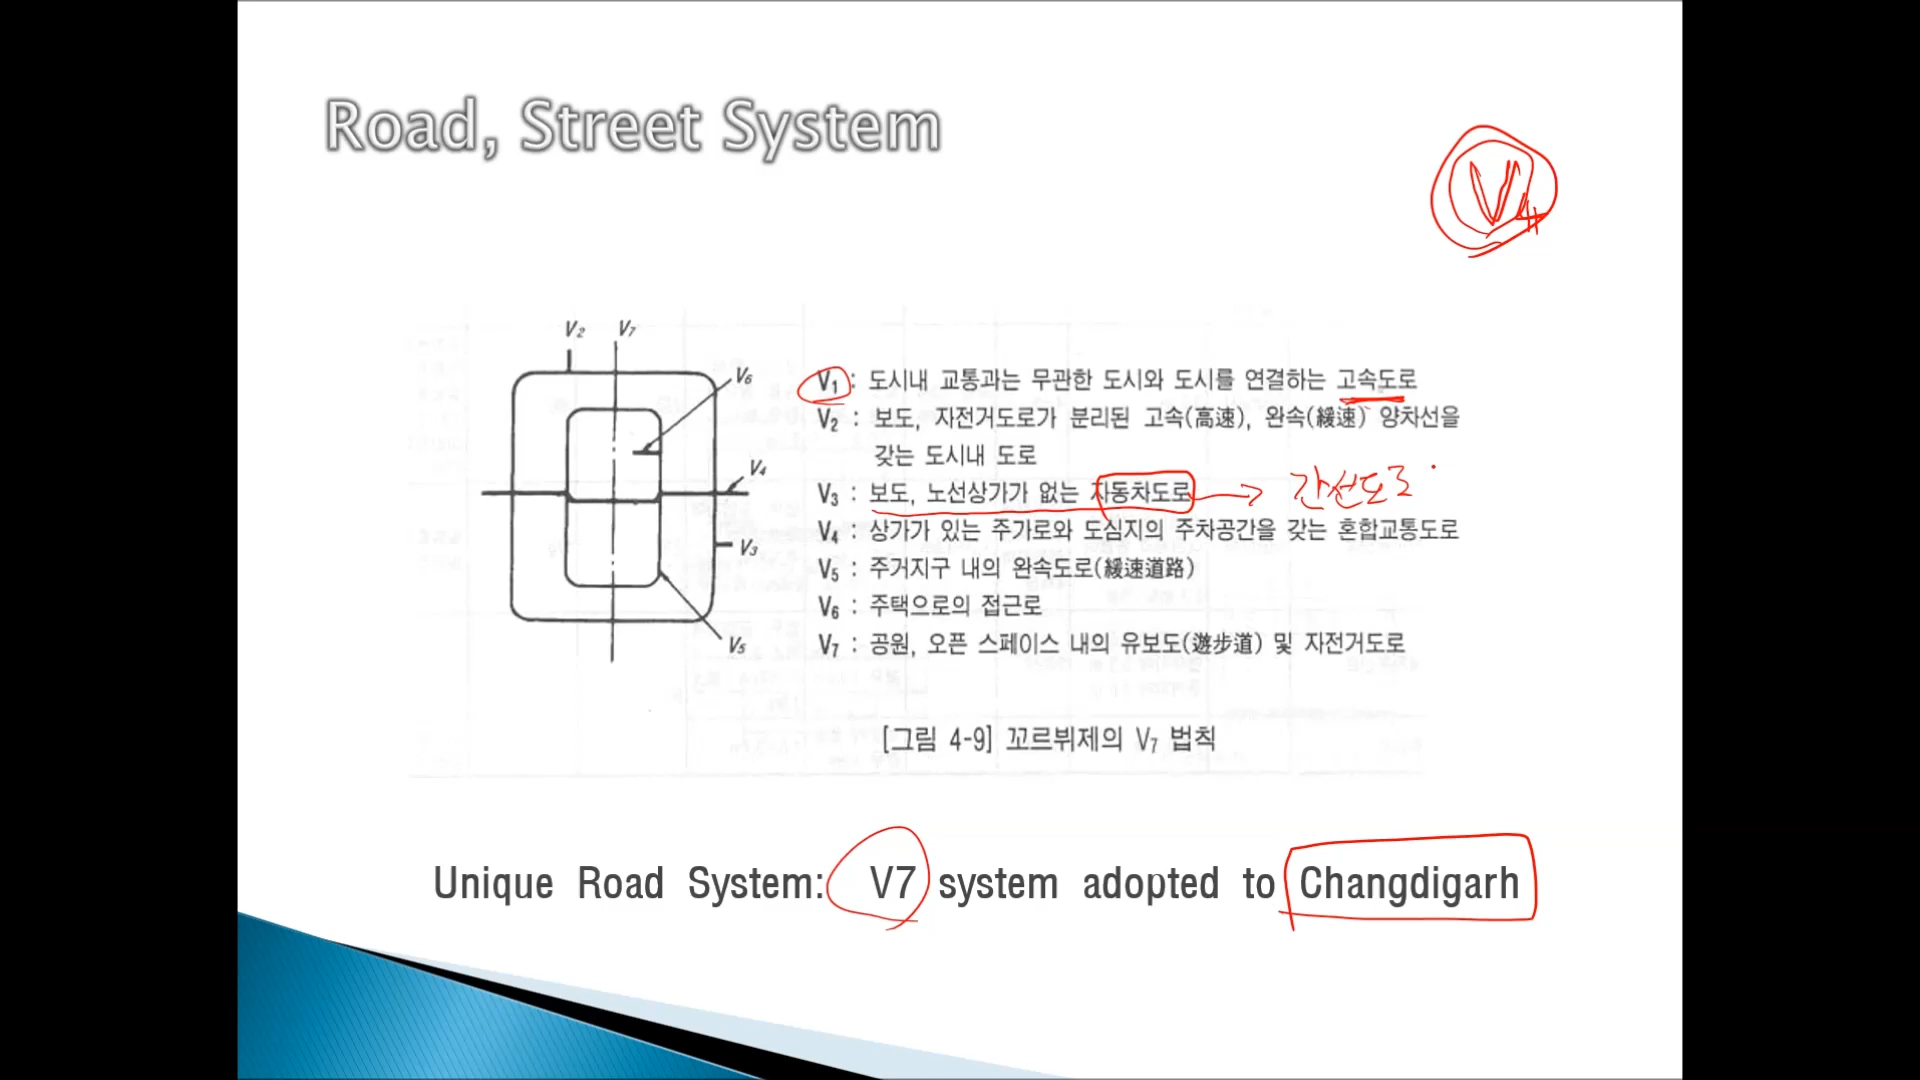 Road, Street System
V4
V2 V7
V6
V4
V3
V5
V1 : 도시내 교통과는 무관한 도시와 도시를 연결하는 고속도로
V2 : 보도, 자전거도로가 분리된 고속(高速), 완속(緩速) 양차선을
갖는 도시내 도로
V3 : 보도, 노선상가가 없는 자동차도로 → 간선도로
V4 : 상가가 있는 주가로와 도심지의 주차공간을 갖는 혼합교통도로
V5 : 주거지구 내의 완속도로(緩速道路)
V6 : 주택으로의 접근로
V7 : 공원, 오픈 스페이스 내의 유보도(遊步道) 및 자전거도로
[그림 4-9] 꼬르뷔제의 V7 법칙
Unique Road System: V7 system adopted to Changdigarh